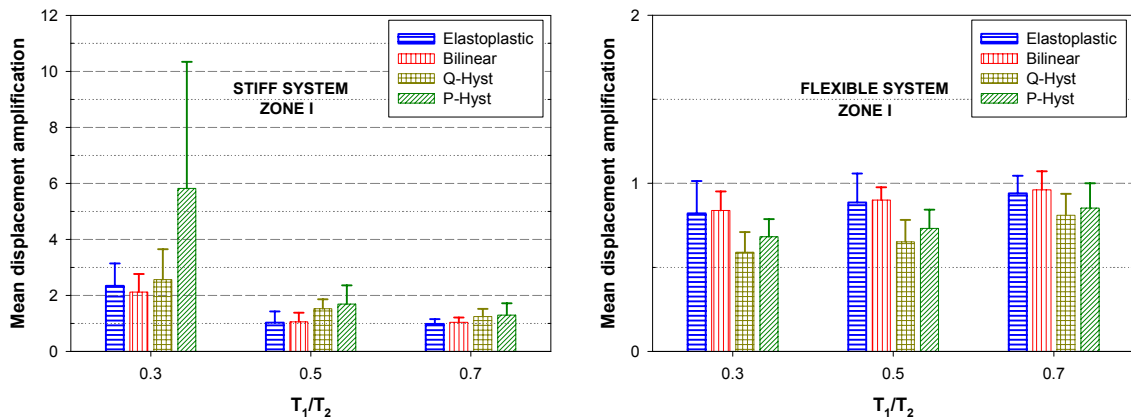 Mean displacement amplification
12
10
8
6
4
2
0
STIFF SYSTEM
ZONE I
Elastoplastic
Bilinear
Q-Hyst
P-Hyst
0.3
0.5
0.7
T₁/T₂
Mean displacement amplification
2
1
0
FLEXIBLE SYSTEM
ZONE I
Elastoplastic
Bilinear
Q-Hyst
P-Hyst
0.3
0.5
0.7
T₁/T₂